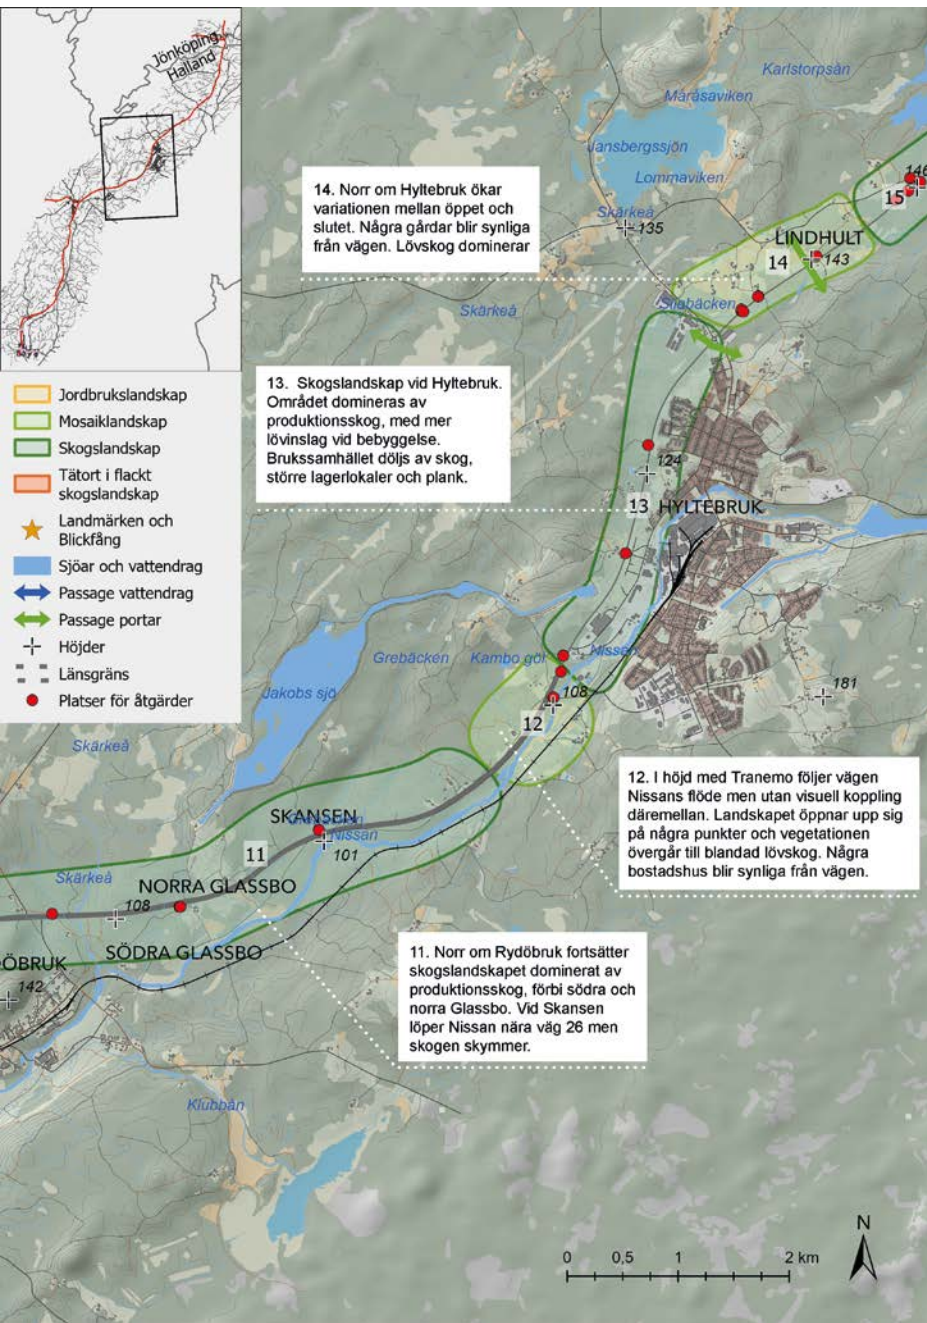 Jönköping
Halland
Karlstorpsån
Måråsaviken
Jansbergssjön
Lommaviken
Skärkeå
135
146
15
14. Norr om Hyltebruk ökar
variationen mellan öppet och
slutet. Några gårdar blir synliga
från vägen. Lövskog dominerar
LINDHULT
14
143
Skärkeå
13. Skogslandskap vid Hyltebruk.
Området domineras av
produktionsskog, med mer
lövinslag vid bebyggelse.
Brukssamhället döljs av skog,
större lagerlokaler och plank.
124
13
HYLTEBRUK
Jordbrukslandskap
Mosaiklandskap
Skogslandskap
Tätort i flackt
skogslandskap
Landmärken och
Blickfång
Sjöar och vattendrag
Passage vattendrag
Passage portar
Höjder
Länsgräns
Platser för åtgärder
Grebäcken
Kambo göl
Nissan
Jakobs sjö
108
181
12
Skärkeå
12. I höjd med Tranemo följer vägen
Nissans flöde men utan visuell koppling
däremellan. Landskapet öppnar upp sig
på några punkter och vegetationen
övergår till blandad lövskog. Några
bostadshus blir synliga från vägen.
SKANSEN
Nissan
101
11
Skärkeå
NORRA GLASSBO
108
SÖDRA GLASSBO
ÖBRUK
142
11. Norr om Rydöbruk fortsätter
skogslandskapet dominerat av
produktionsskog, förbi södra och
norra Glassbo. Vid Skansen
löper Nissan nära väg 26 men
skogen skymmer.
Klubbån
N
0 0,5 1 2 km